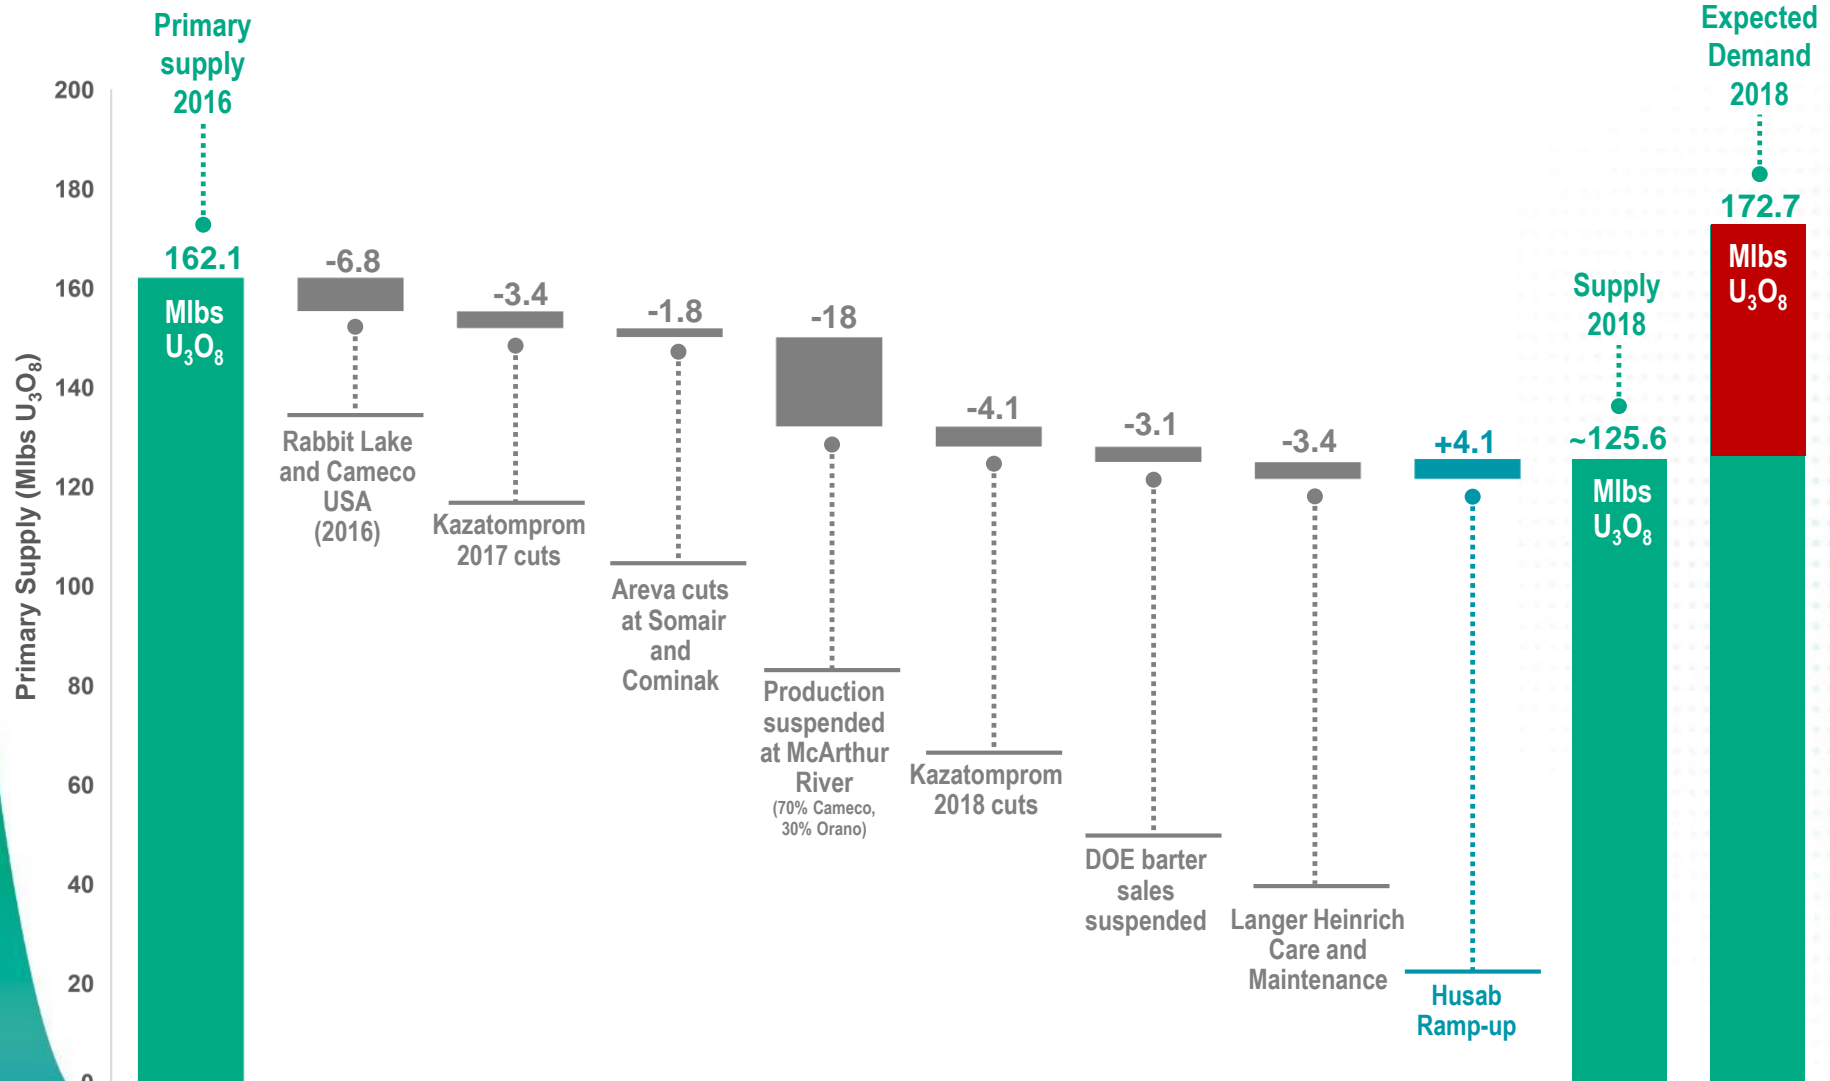 Primary
supply
2016
Expected
Demand
2018
200
180
160
140
120
100
80
60
40
20
0
Primary Supply (Mlbs U₃O₈)
162.1
Mlbs
U₃O₈
-6.8
Rabbit Lake
and Cameco
USA
(2016)
-3.4
Kazatomprom
2017 cuts
-1.8
Areva cuts
at Somair
and
Cominak
-18
Production
suspended
at McArthur
River
(70% Cameco,
30% Orano)
-4.1
Kazatomprom
2018 cuts
-3.1
DOE barter
sales
suspended
-3.4
Langer Heinrich
Care and
Maintenance
+4.1
Husab
Ramp-up
Supply
2018
~125.6
Mlbs
U₃O₈
172.7
Mlbs
U₃O₈